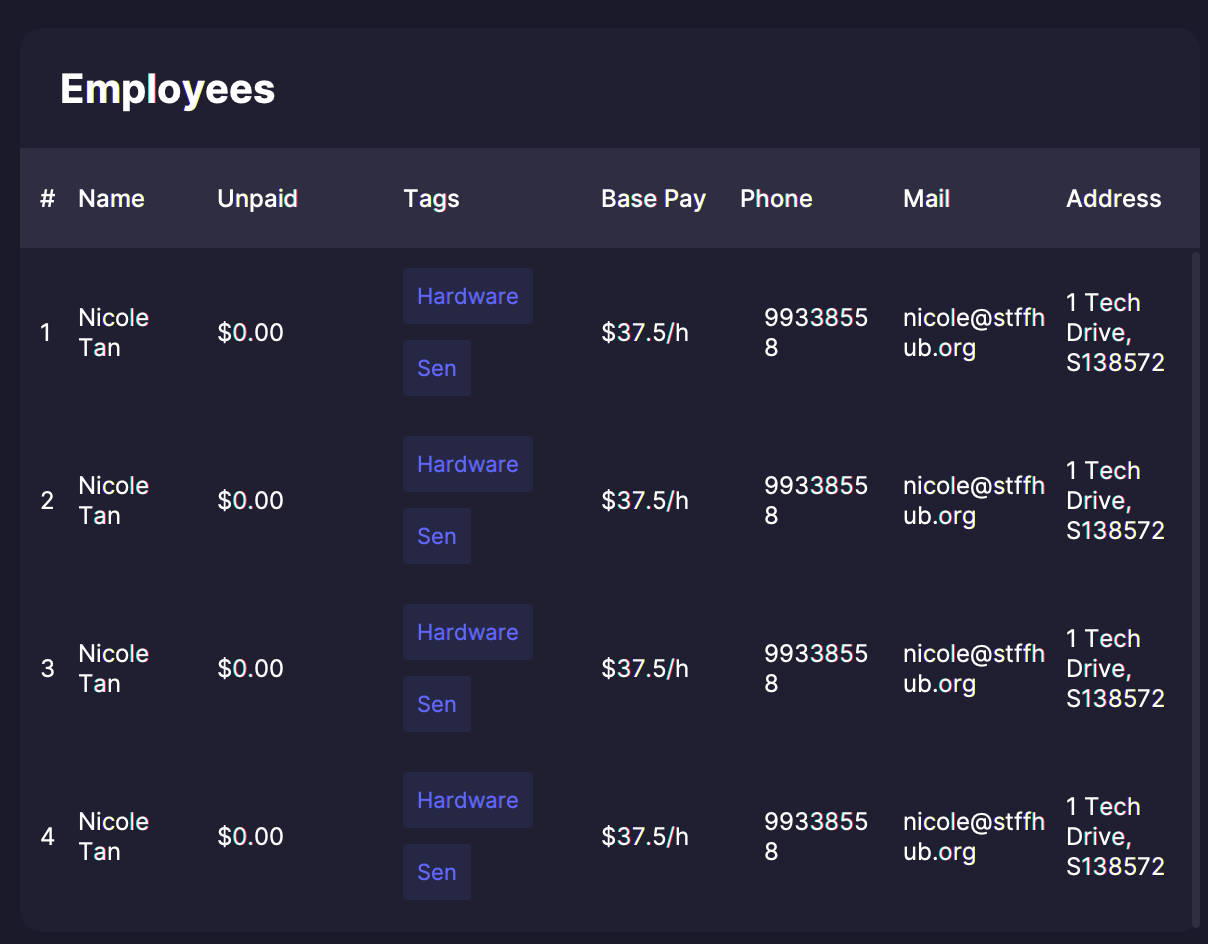 Employees
# Name Unpaid Tags Base Pay Phone Mail Address
1 Nicole Tan $0.00 Hardware Sen $37.5/h 99338558 nicole@stffhub.org 1 Tech Drive, S138572
2 Nicole Tan $0.00 Hardware Sen $37.5/h 99338558 nicole@stffhub.org 1 Tech Drive, S138572
3 Nicole Tan $0.00 Hardware Sen $37.5/h 99338558 nicole@stffhub.org 1 Tech Drive, S138572
4 Nicole Tan $0.00 Hardware Sen $37.5/h 99338558 nicole@stffhub.org 1 Tech Drive, S138572